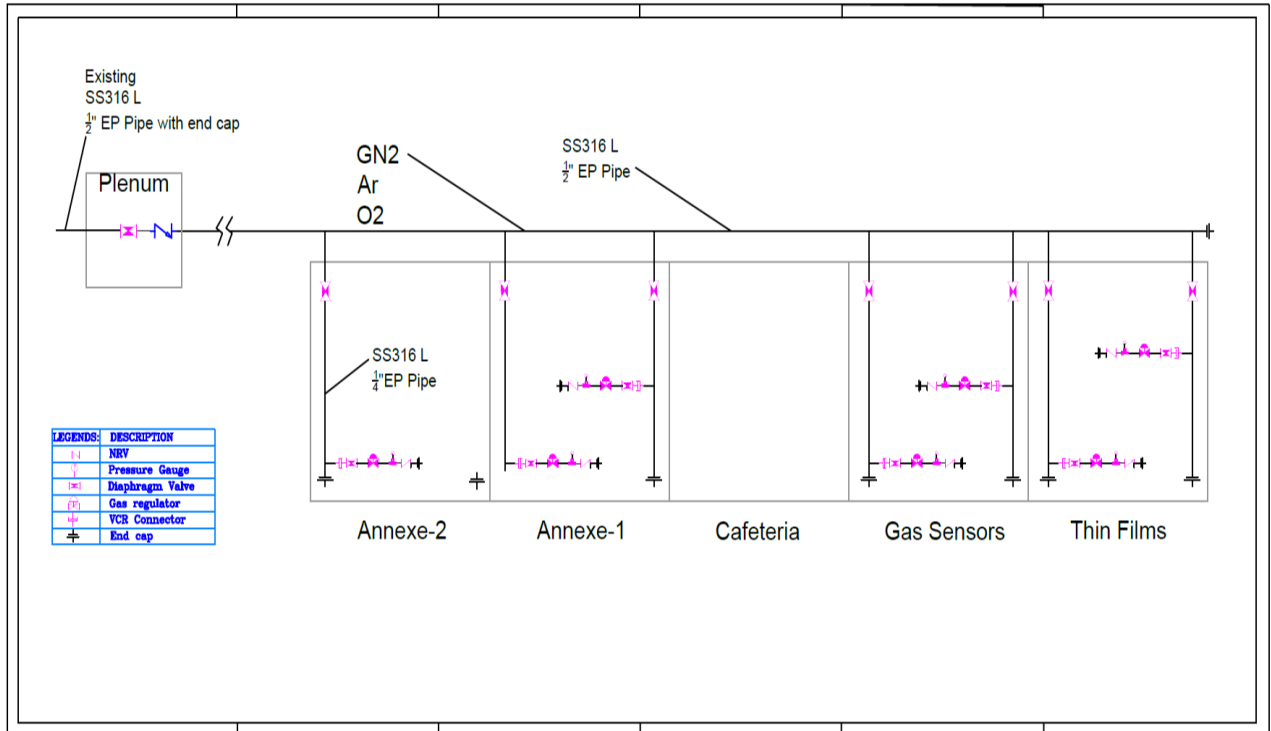 Existing
SS316 L
½" EP Pipe with end cap
Plenum
GN2
Ar
O2
SS316 L
½" EP Pipe
SS316 L
¼"EP Pipe
LEGENDS: DESCRIPTION
NRV
Pressure Gauge
Diaphragm Valve
Gas regulator
VCR Connector
End cap
Annexe-2 Annexe-1 Cafeteria Gas Sensors Thin Films